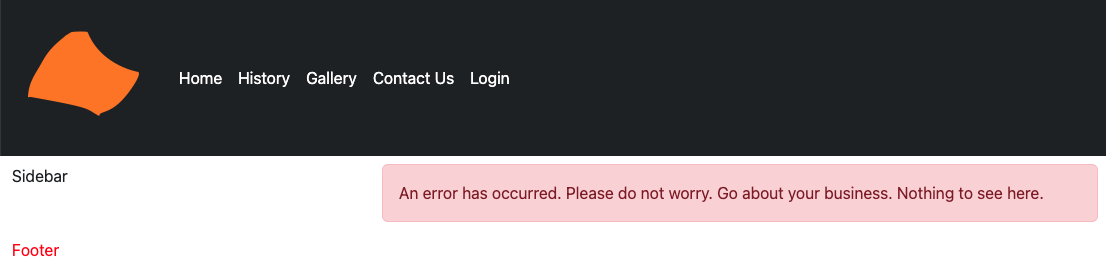 Home History Gallery Contact Us Login
Sidebar
An error has occurred. Please do not worry. Go about your business. Nothing to see here.
Footer